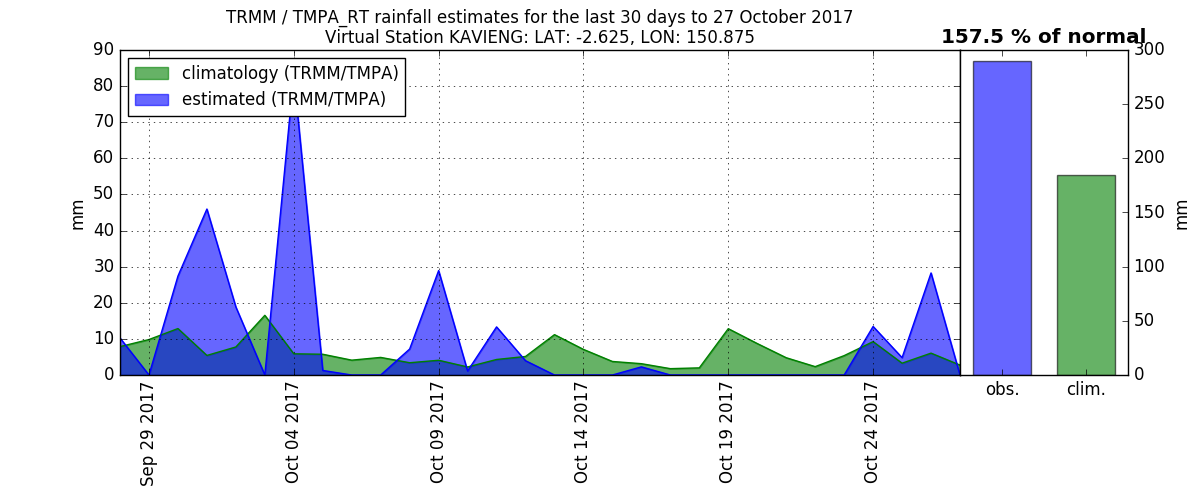 TRMM / TMPA_RT rainfall estimates for the last 30 days to 27 October 2017
Virtual Station KAVIENG: LAT: -2.625, LON: 150.875
157.5 % of normal
climatology (TRMM/TMPA)
estimated (TRMM/TMPA)
mm
90
80
70
60
50
40
30
20
10
0
Sep 29 2017
Oct 04 2017
Oct 09 2017
Oct 14 2017
Oct 19 2017
Oct 24 2017
300
250
200
150
100
50
0
mm
obs.
clim.